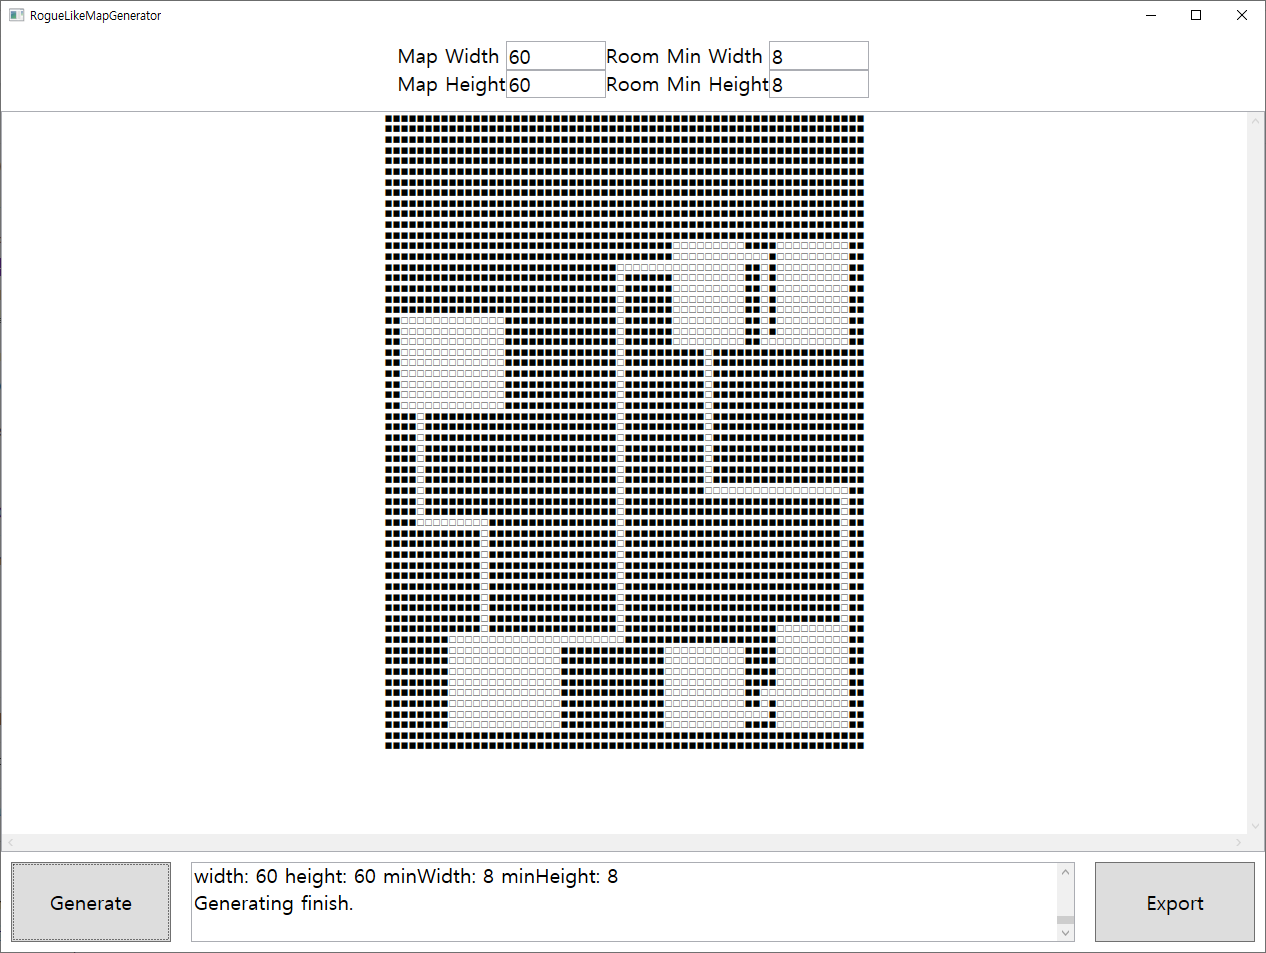 RogueLikeMapGenerator
Map Width 60 Room Min Width 8
Map Height 60 Room Min Height 8
width: 60 height: 60 minWidth: 8 minHeight: 8
Generating finish.
Generate
Export